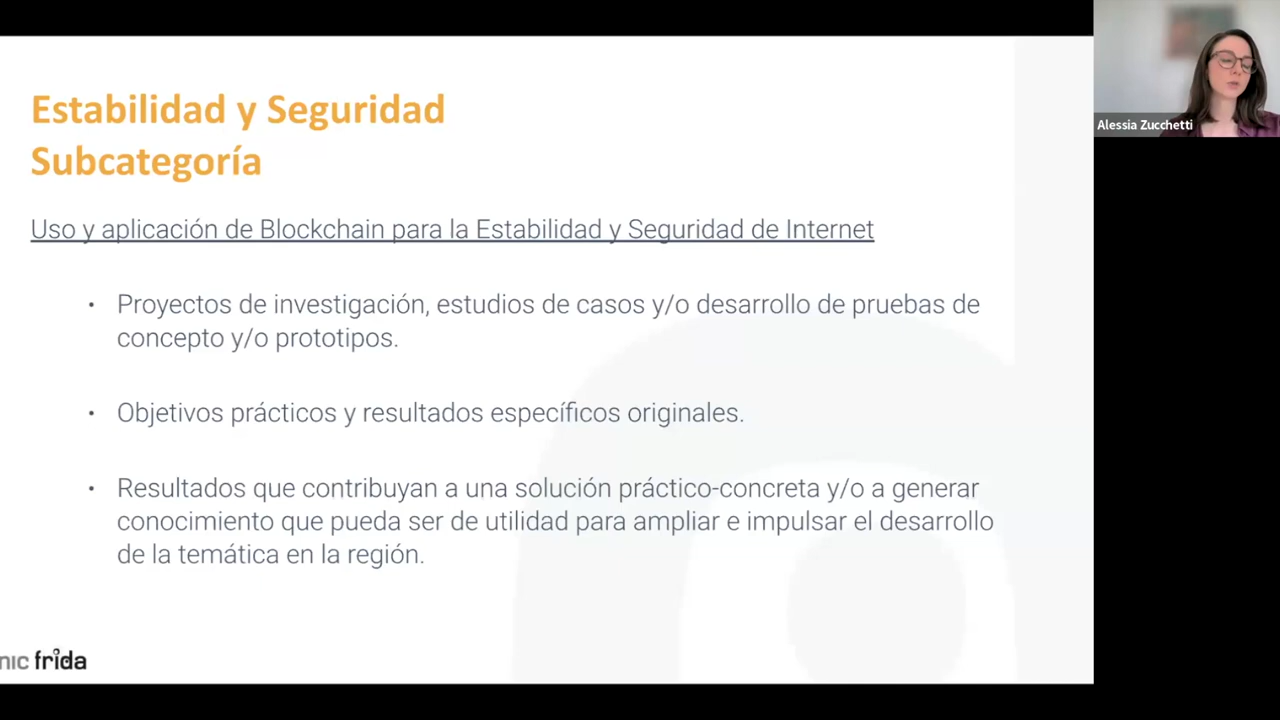 Estabilidad y Seguridad
Subcategoría
Uso y aplicación de Blockchain para la Estabilidad y Seguridad de Internet
• Proyectos de investigación, estudios de casos y/o desarrollo de pruebas de
concepto y/o prototipos.
• Objetivos prácticos y resultados específicos originales.
• Resultados que contribuyan a una solución práctico-concreta y/o a generar
conocimiento que pueda ser de utilidad para ampliar e impulsar el desarrollo
de la temática en la región.
nic frida
Alessia Zucchetti